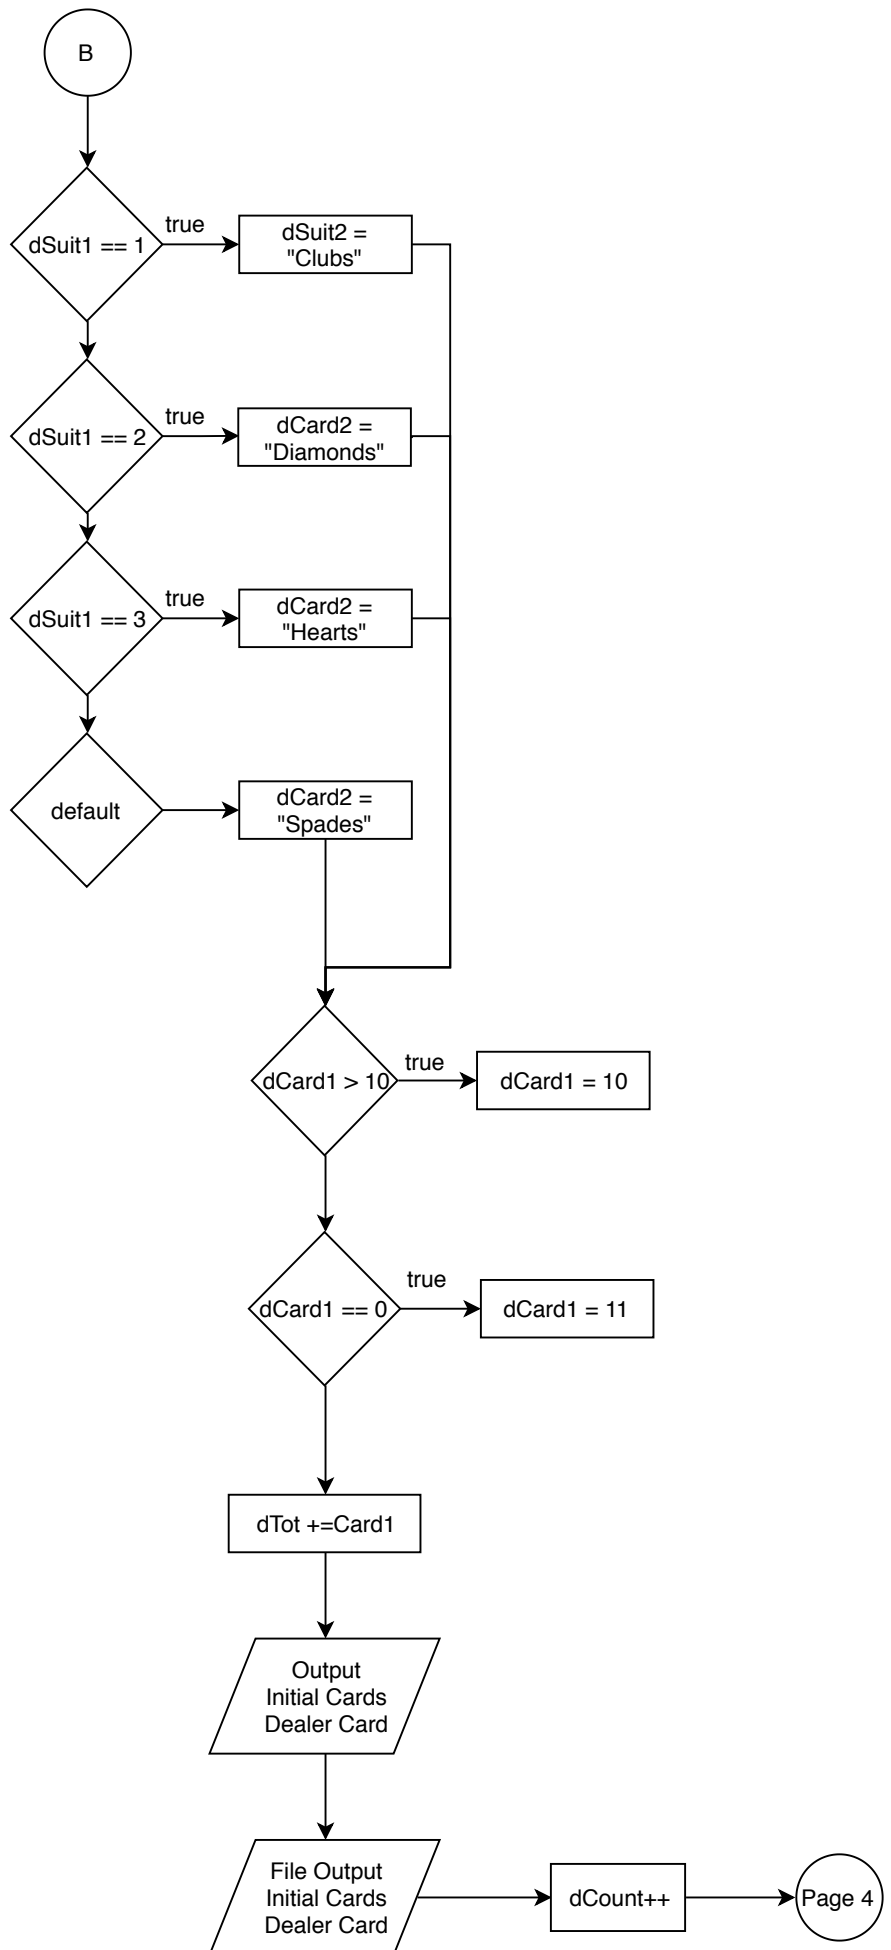 B
dSuit1 == 1
true
dSuit2 =
"Clubs"
dSuit1 == 2
true
dCard2 =
"Diamonds"
dSuit1 == 3
true
dCard2 =
"Hearts"
default
dCard2 =
"Spades"
dCard1 > 10
true
dCard1 = 10
dCard1 == 0
true
dCard1 = 11
dTot +=Card1
Output
Initial Cards
Dealer Card
File Output
Initial Cards
Dealer Card
dCount++
Page 4